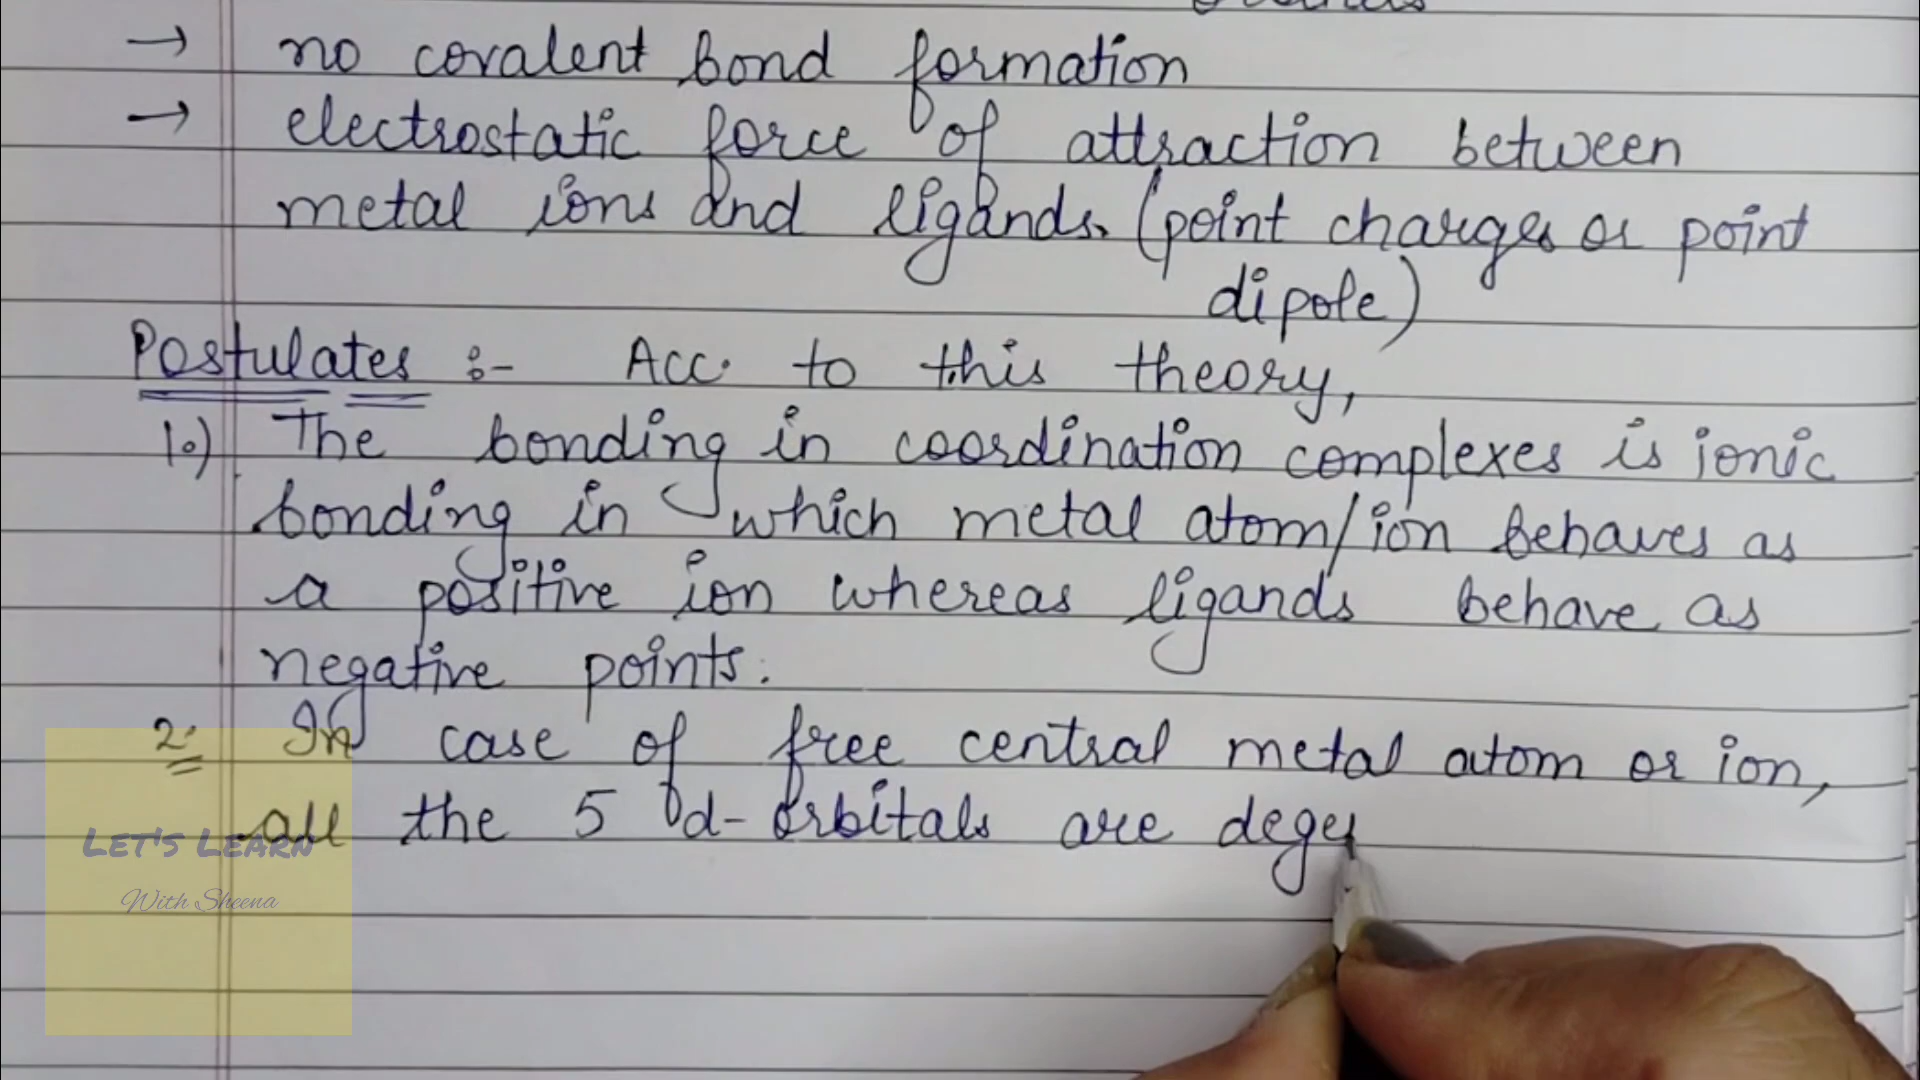 → no covalent bond formation
→ electrostatic force of attraction between
metal ions and ligands. (point charges or point
dipole)
Postulates :- Acc. to this theory,
1.) The bonding in coordination complexes is ionic
bonding in which metal atom/ion behaves as
a positive ion whereas ligands behave as
negative points.
2. In case of free central metal atom or ion,
all the 5 d-orbitals are dege
LET'S LEARN
With Sheena